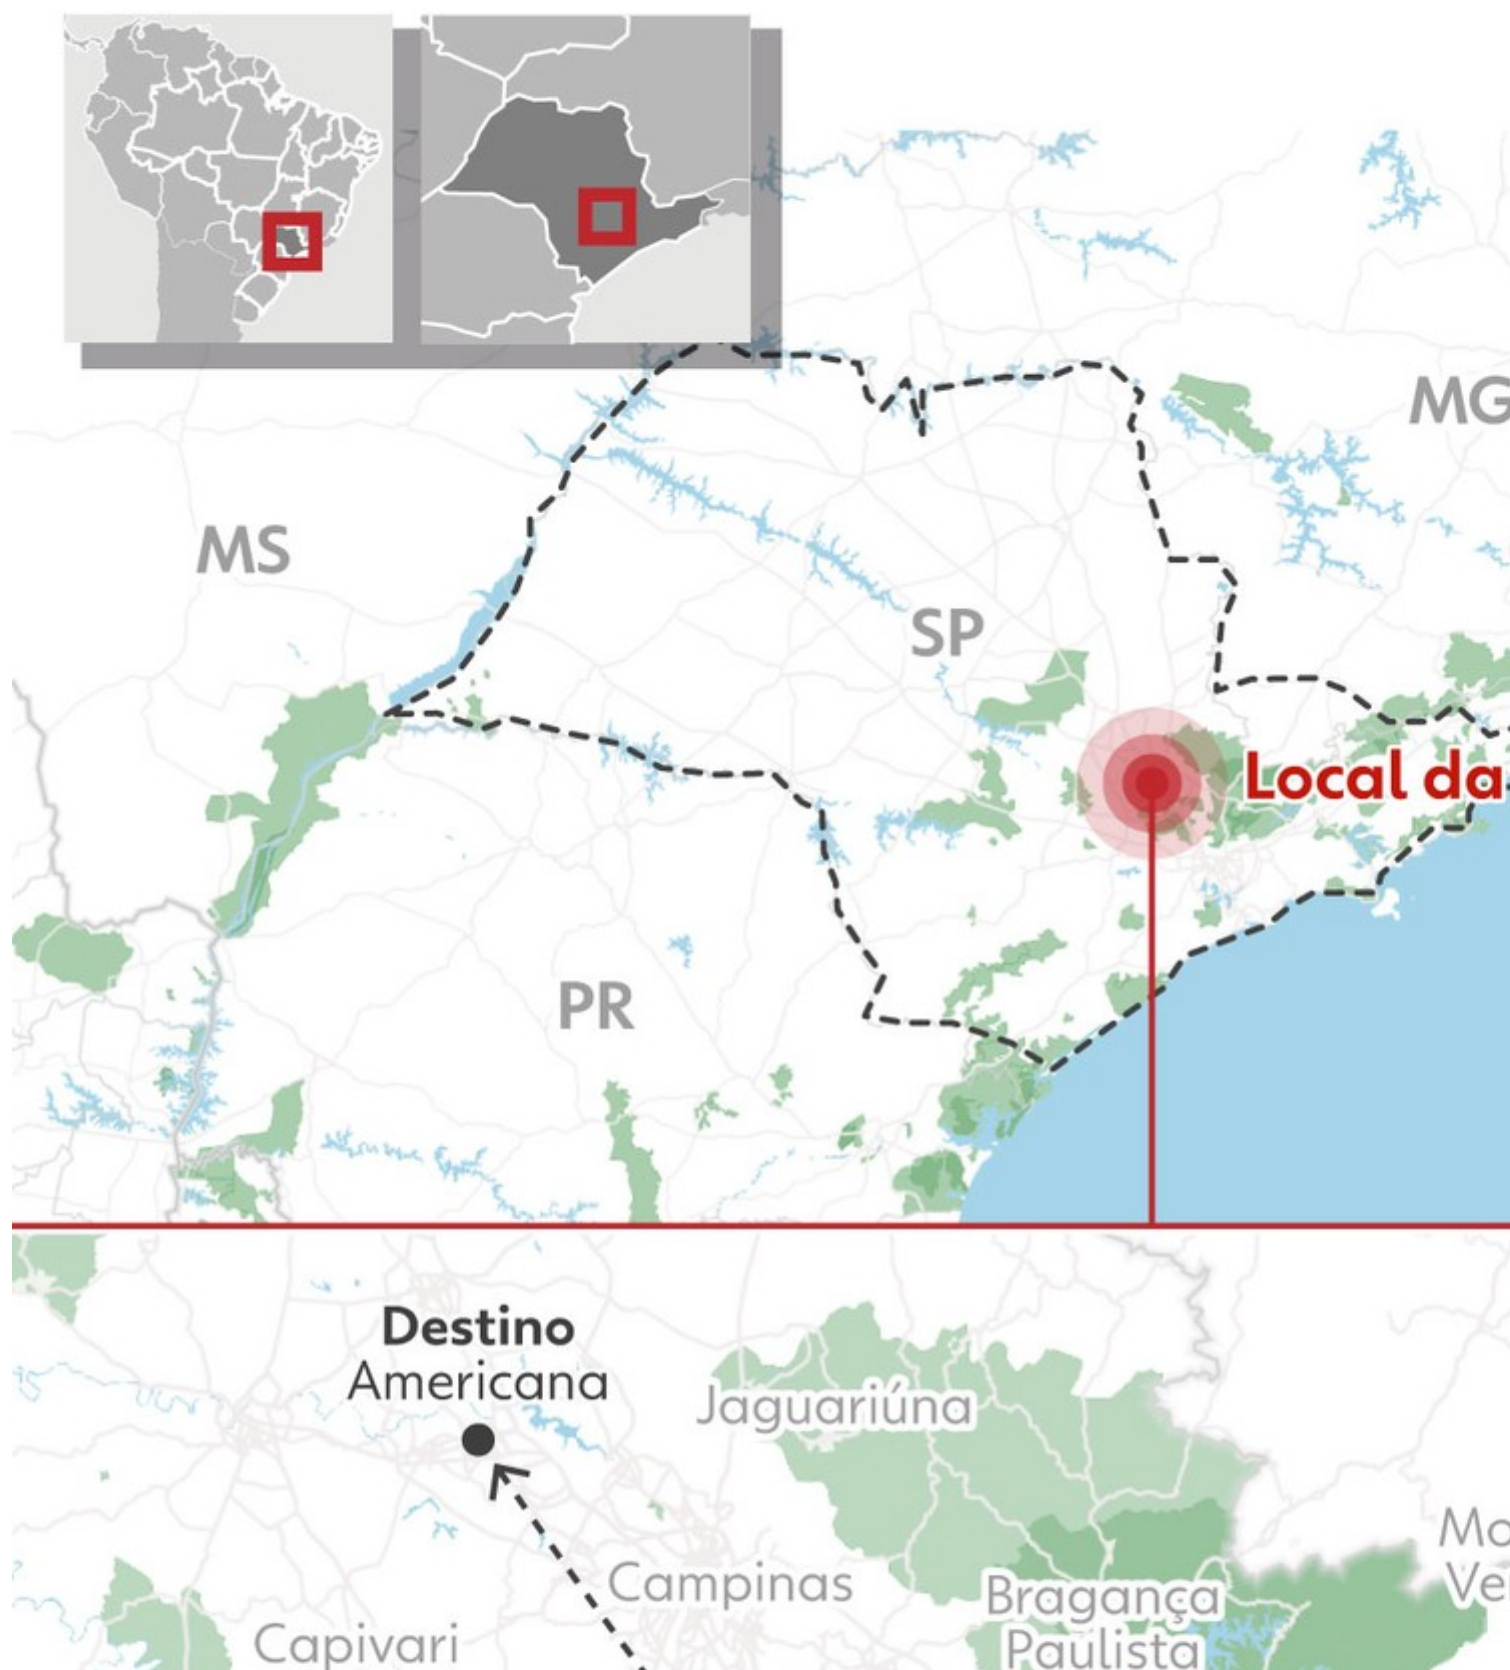 MG
MS
SP
Local da
PR
Destino
Americana
Jaguariúna
Campinas
Bragança
Paulista
Capivari